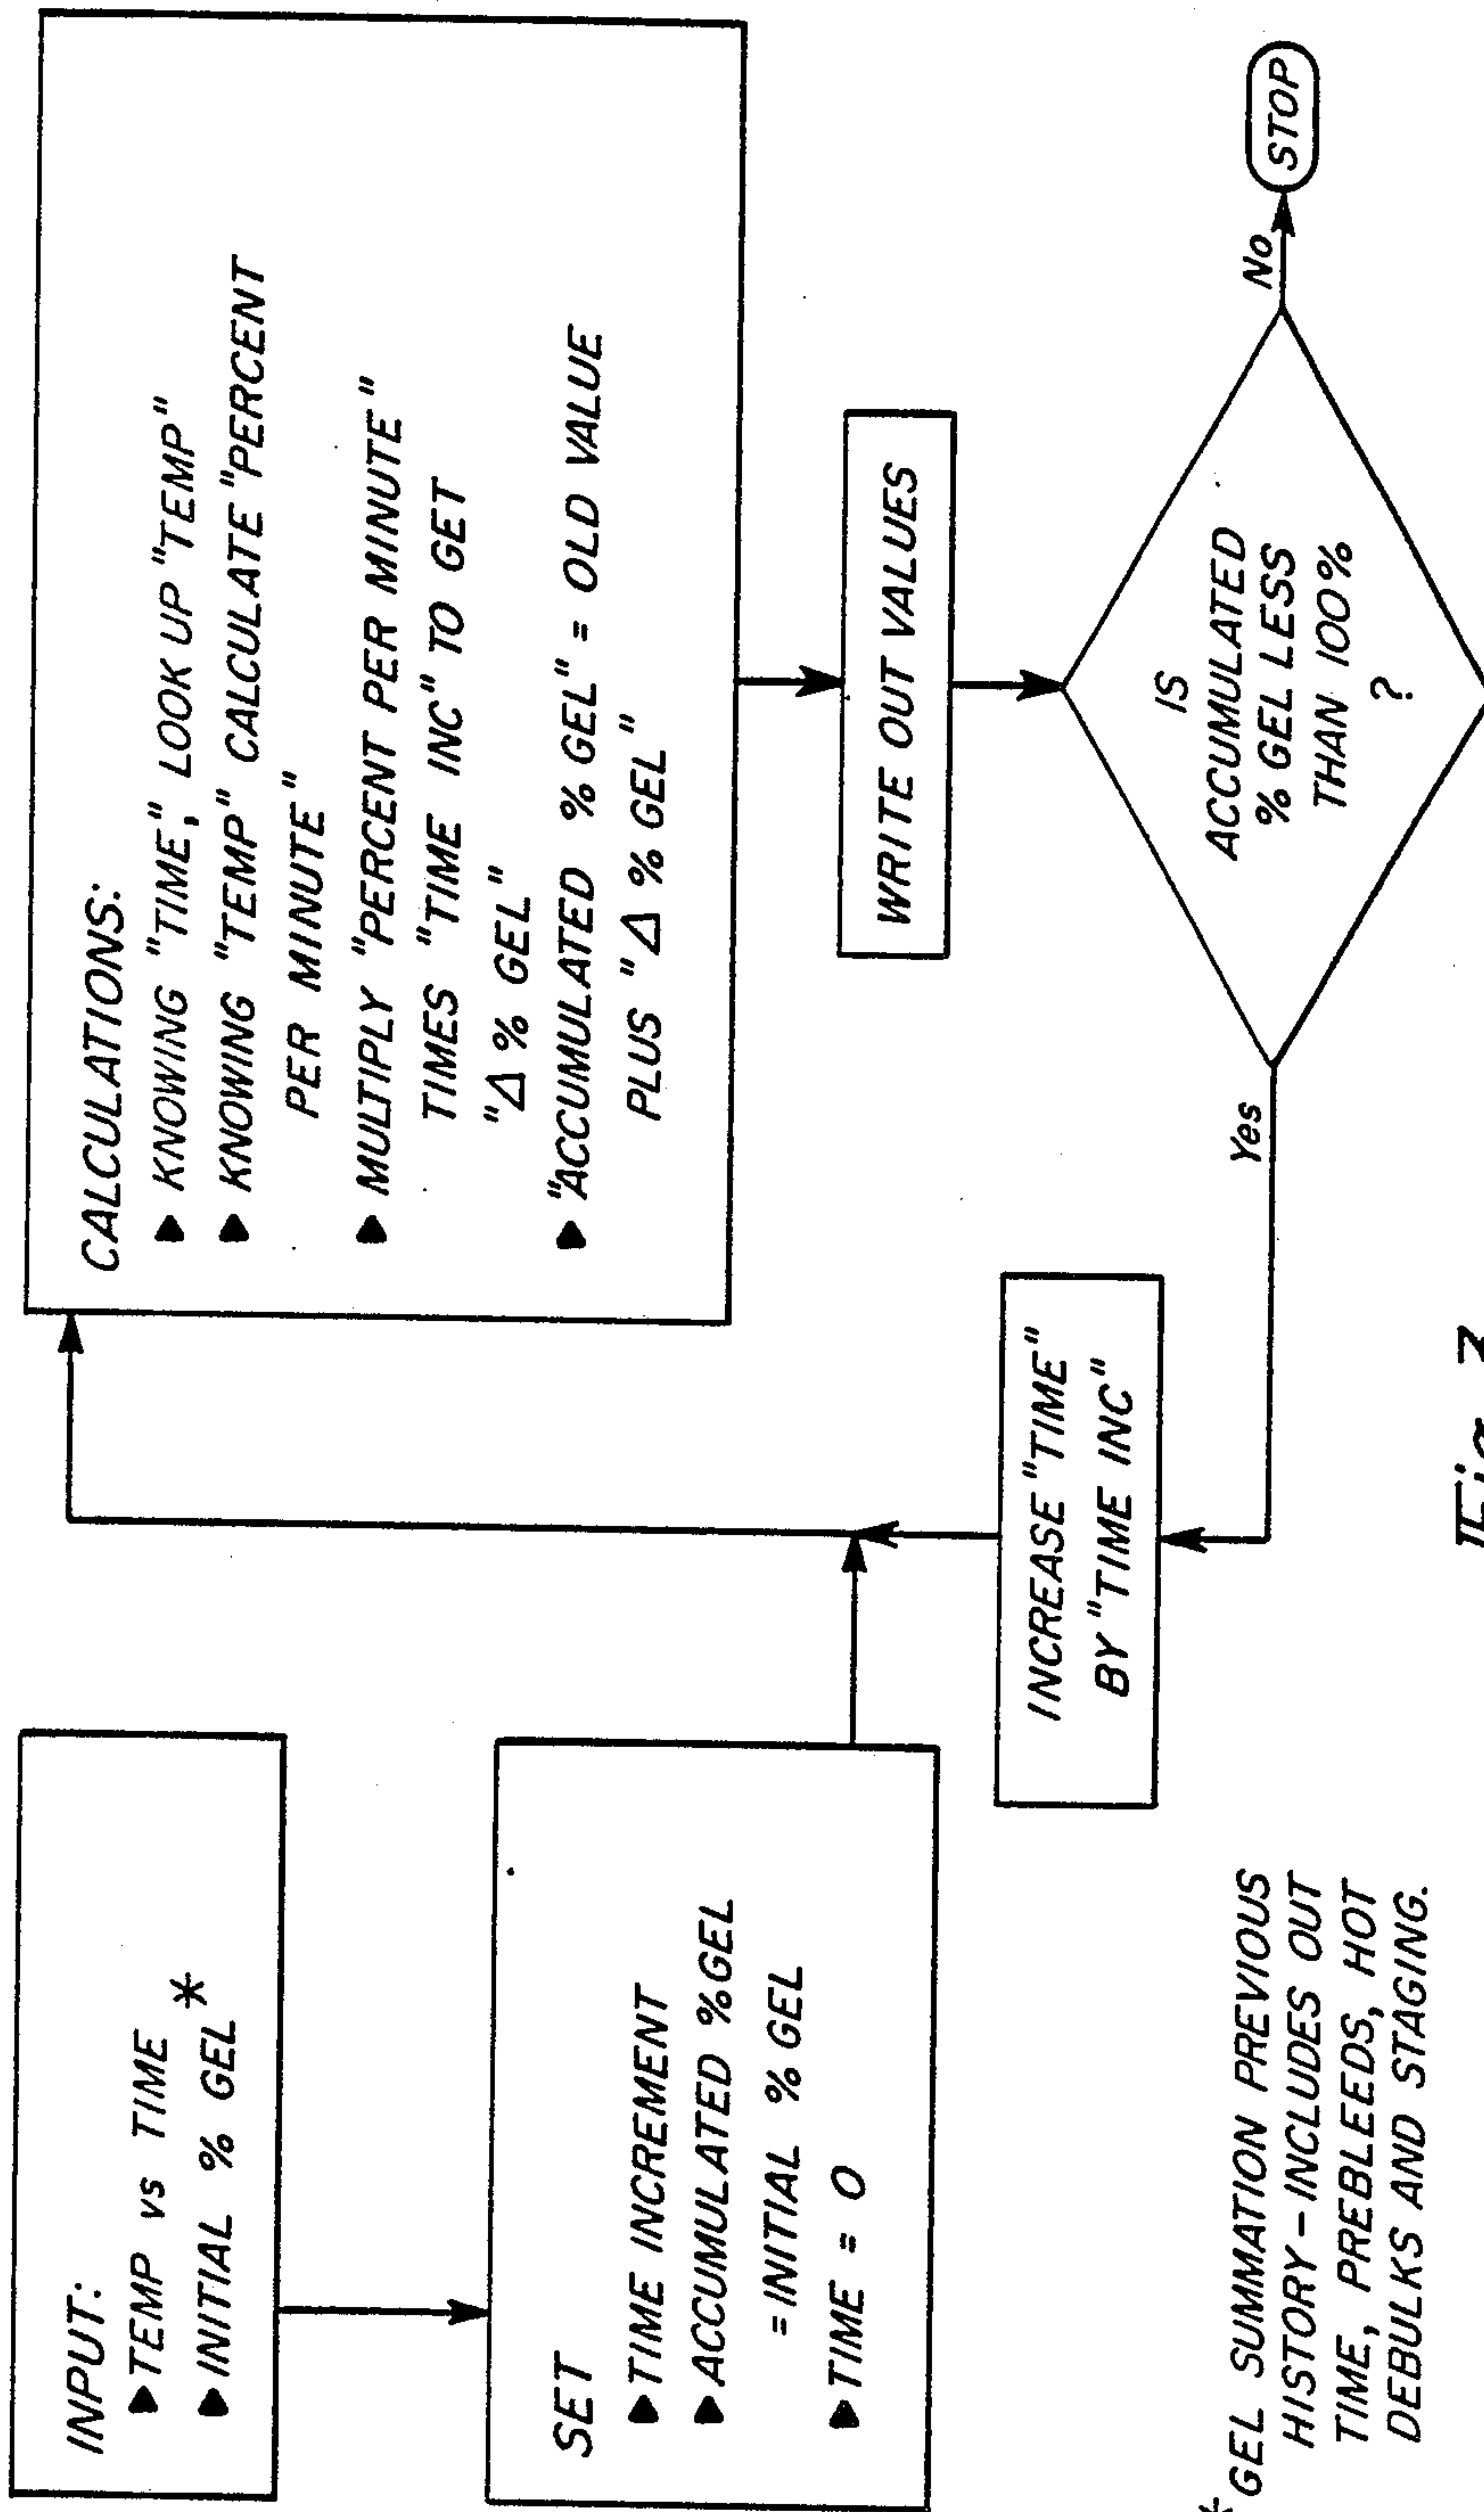 INPUT:
▶TEMP vs TIME
▶INITIAL % GEL*
SET
▶TIME INCREMENT
▶ACCUMULATED %GEL
=INITIAL % GEL
▶TIME = 0
* GEL SUMMATION PREVIOUS
HISTORY-INCLUDES OUT
TIME, PREBLEEDS, HOT
DEBULKS AND STAGING.
INCREASE "TIME"
BY "TIME INC"
CALCULATIONS:
▶ KNOWING "TIME," LOOK UP "TEMP"
▶ KNOWING "TEMP" CALCULATE "PERCENT
PER MINUTE"
▶ MULTIPLY "PERCENT PER MINUTE"
TIMES "TIME INC" TO GET
"Δ % GEL"
▶ "ACCUMULATED % GEL" = OLD VALUE
PLUS "Δ % GEL"
WRITE OUT VALUES
IS
ACCUMULATED
% GEL LESS
THAN 100%
?
Yes
No
STOP
Fig.